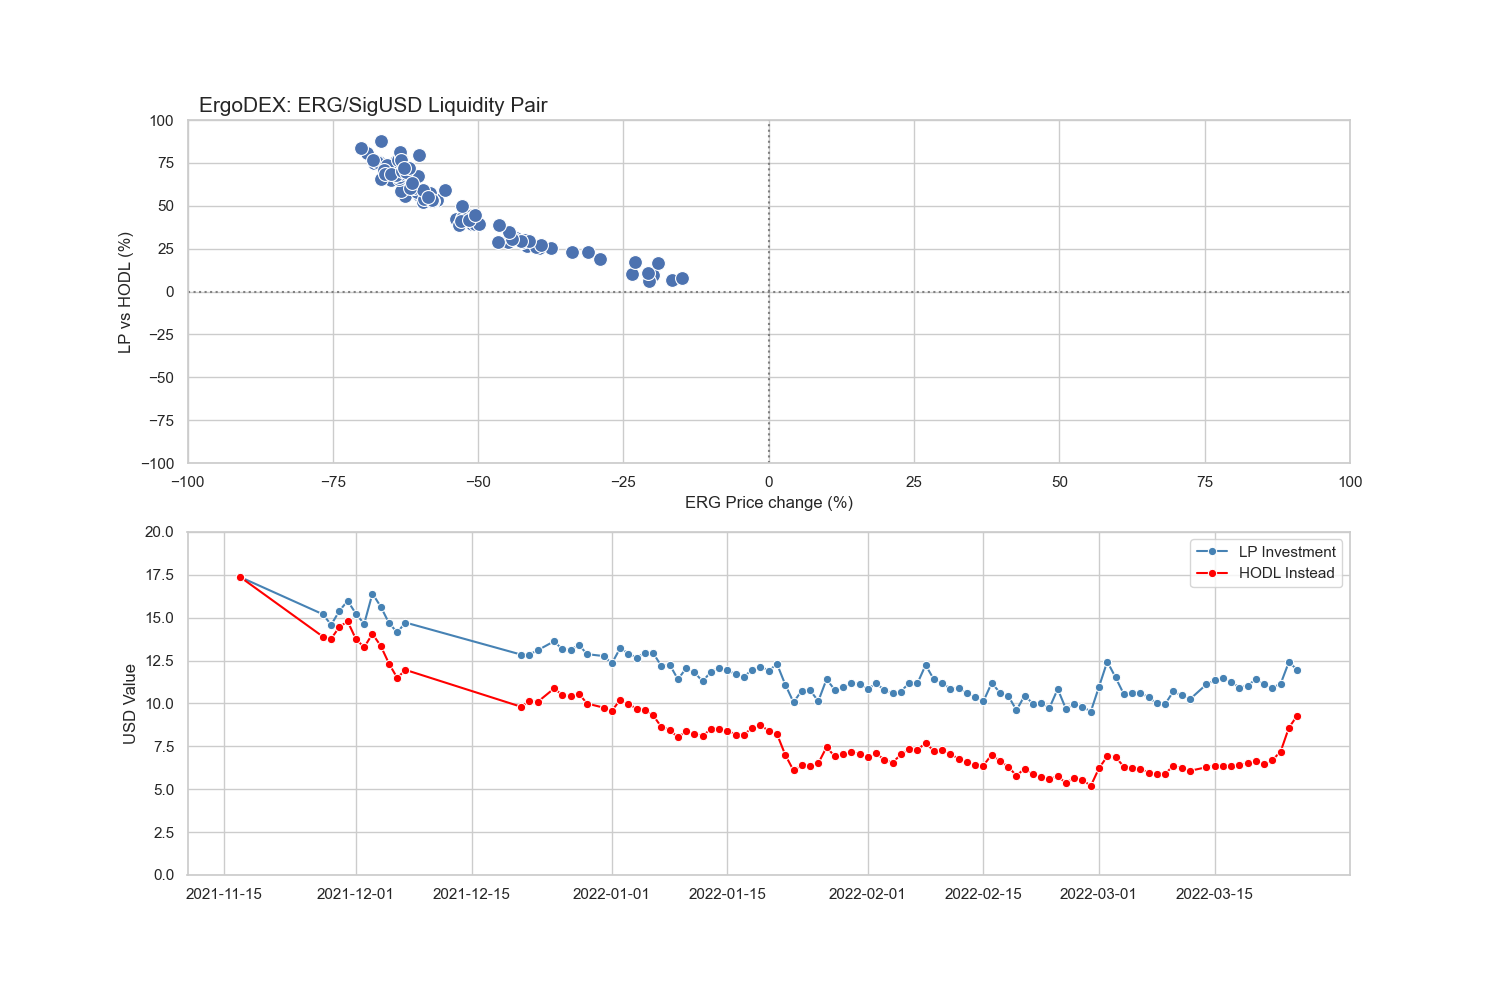 ErgoDEX: ERG/SigUSD Liquidity Pair
100
75
50
25
0
−25
−50
−75
−100
LP vs HODL (%)
−100 −75 −50 −25 0 25 50 75 100
ERG Price change (%)
20.0
17.5
15.0
12.5
10.0
7.5
5.0
2.5
0.0
USD Value
LP Investment
HODL Instead
2021-11-15 2021-12-01 2021-12-15 2022-01-01 2022-01-15 2022-02-01 2022-02-15 2022-03-01 2022-03-15